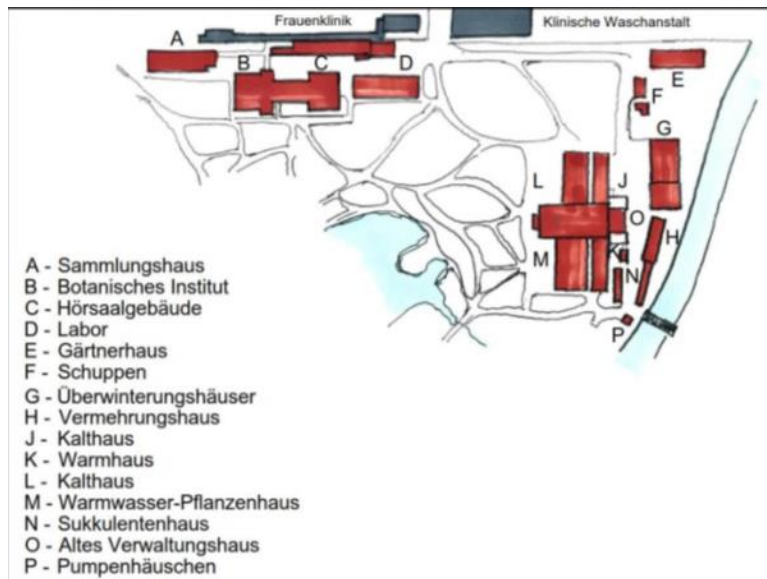 Frauenklinik
Klinische Waschanstalt
A
B
C
D
E
F
G
L
J
O
H
M
K
N
P
A - Sammlungshaus
B - Botanisches Institut
C - Hörsaalgebäude
D - Labor
E - Gärtnerhaus
F - Schuppen
G - Überwinterungshäuser
H - Vermehrungshaus
J - Kalthaus
K - Warmhaus
L - Kalthaus
M - Warmwasser-Pflanzenhaus
N - Sukkulentenhaus
O - Altes Verwaltungshaus
P - Pumpenhäuschen